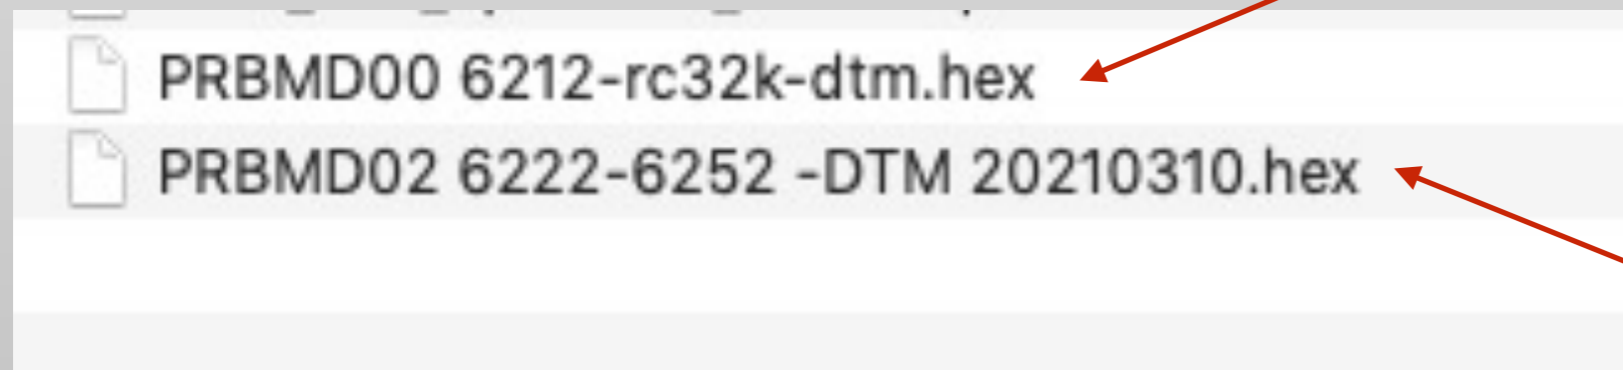 PRBMD00 6212-rc32k-dtm.hex
PRBMD02 6222-6252 -DTM 20210310.hex